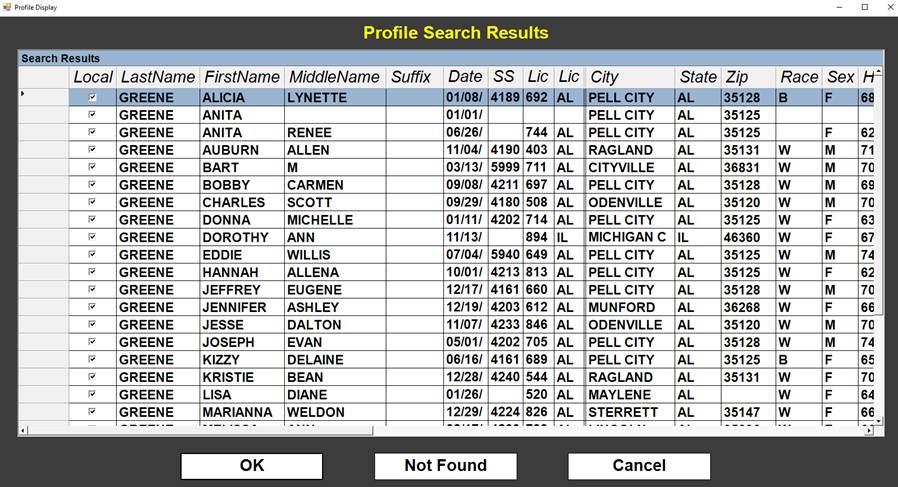 Profile Display
Profile Search Results
Search Results
Local LastName FirstName MiddleName Suffix Date SS Lic Lic City State Zip Race Sex H
GREENE ALICIA LYNETTE 01/08/ 4189 692 AL PELL CITY AL 35128 B F 68
GREENE ANITA 01/01/ PELL CITY AL 35125
GREENE ANITA RENEE 06/26/ 744 AL PELL CITY AL 35125 F 62
GREENE AUBURN ALLEN 11/04/ 4190 403 AL RAGLAND AL 35131 W M 71
GREENE BART M 03/13/ 5999 711 AL CITYVILLE AL 36831 W M 70
GREENE BOBBY CARMEN 09/08/ 4211 697 AL PELL CITY AL 35128 W M 69
GREENE CHARLES SCOTT 09/29/ 4180 508 AL ODENVILLE AL 35120 W M 70
GREENE DONNA MICHELLE 01/11/ 4202 714 AL PELL CITY AL 35125 W F 63
GREENE DOROTHY ANN 11/13/ 894 IL MICHIGAN C IL 46360 W F 67
GREENE EDDIE WILLIS 07/04/ 5940 649 AL PELL CITY AL 35125 W M 74
GREENE HANNAH ALLENA 10/01/ 4213 813 AL PELL CITY AL 35125 W F 62
GREENE JEFFREY EUGENE 12/17/ 4161 660 AL PELL CITY AL 35128 W M 70
GREENE JENNIFER ASHLEY 12/19/ 4203 612 AL MUNFORD AL 36268 W F 66
GREENE JESSE DALTON 11/07/ 4233 846 AL ODENVILLE AL 35120 W M 70
GREENE JOSEPH EVAN 05/01/ 4202 705 AL PELL CITY AL 35128 W M 74
GREENE KIZZY DELAINE 06/16/ 4161 689 AL PELL CITY AL 35125 B F 65
GREENE KRISTIE BEAN 12/28/ 4240 544 AL RAGLAND AL 35131 W F 70
GREENE LISA DIANE 01/26/ 520 AL MAYLENE AL W F 64
GREENE MARIANNA WELDON 12/29/ 4224 826 AL STERRETT AL 35147 W F 66
OK Not Found Cancel